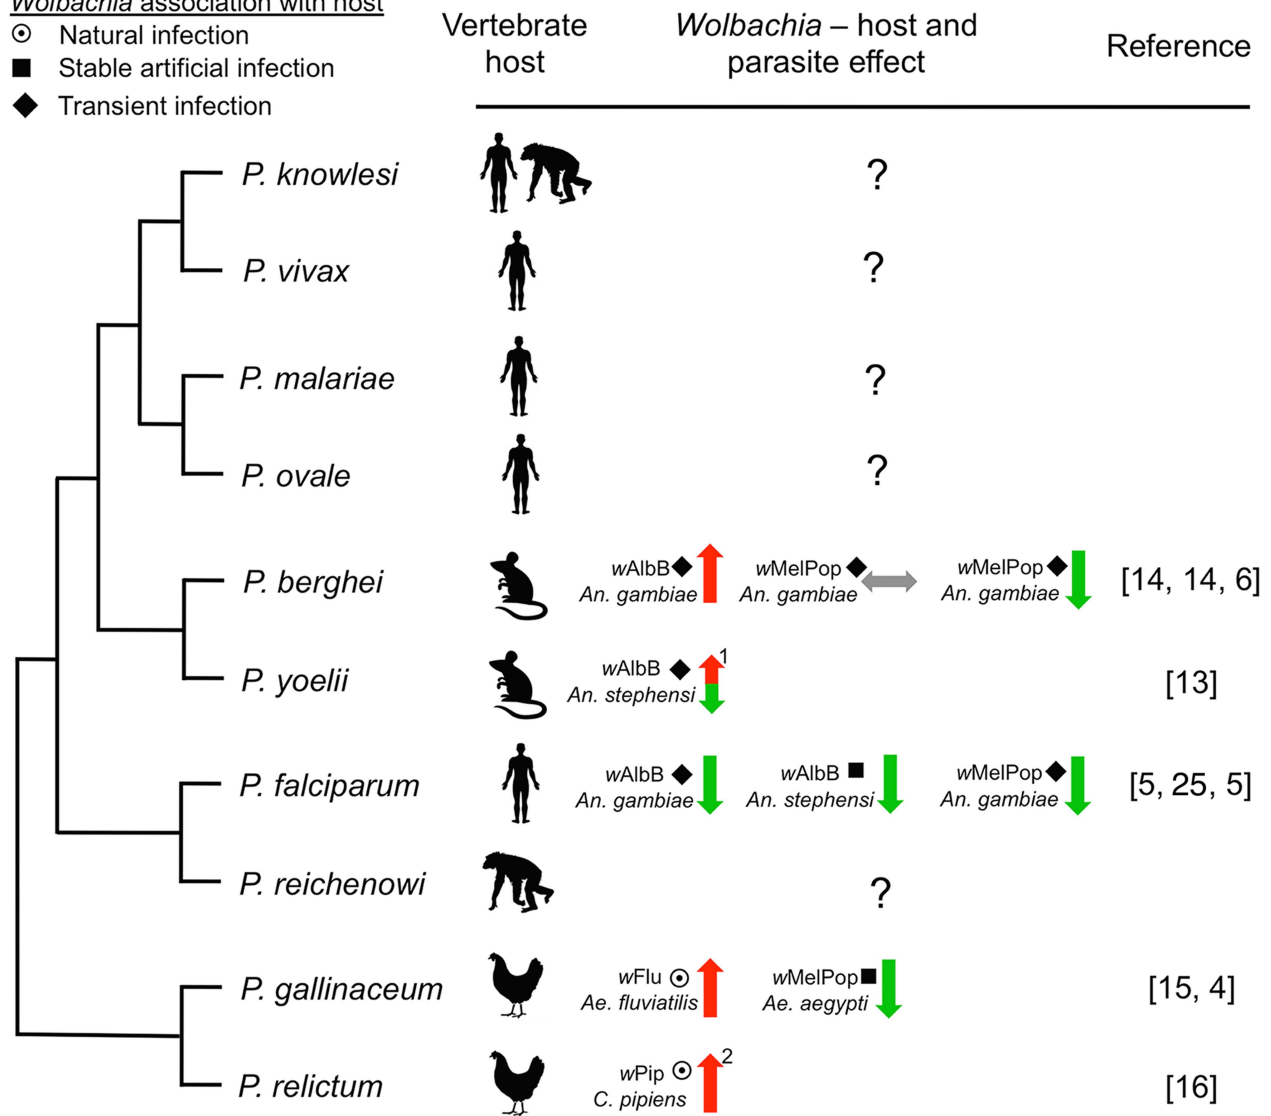 Wolbachia association with host
Natural infection
Stable artificial infection
Transient infection
Vertebrate
host
Wolbachia – host and
parasite effect
Reference
P. knowlesi
?
P. vivax
?
P. malariae
?
P. ovale
?
P. berghei
wAlbB
An. gambiae
wMelPop
An. gambiae
wMelPop
An. gambiae
[14, 14, 6]
P. yoelii
wAlbB
An. stephensi
1
[13]
P. falciparum
wAlbB
An. gambiae
wAlbB
An. stephensi
wMelPop
An. gambiae
[5, 25, 5]
P. reichenowi
?
P. gallinaceum
wFlu
Ae. fluviatilis
wMelPop
Ae. aegypti
[15, 4]
P. relictum
wPip
C. pipiens
2
[16]